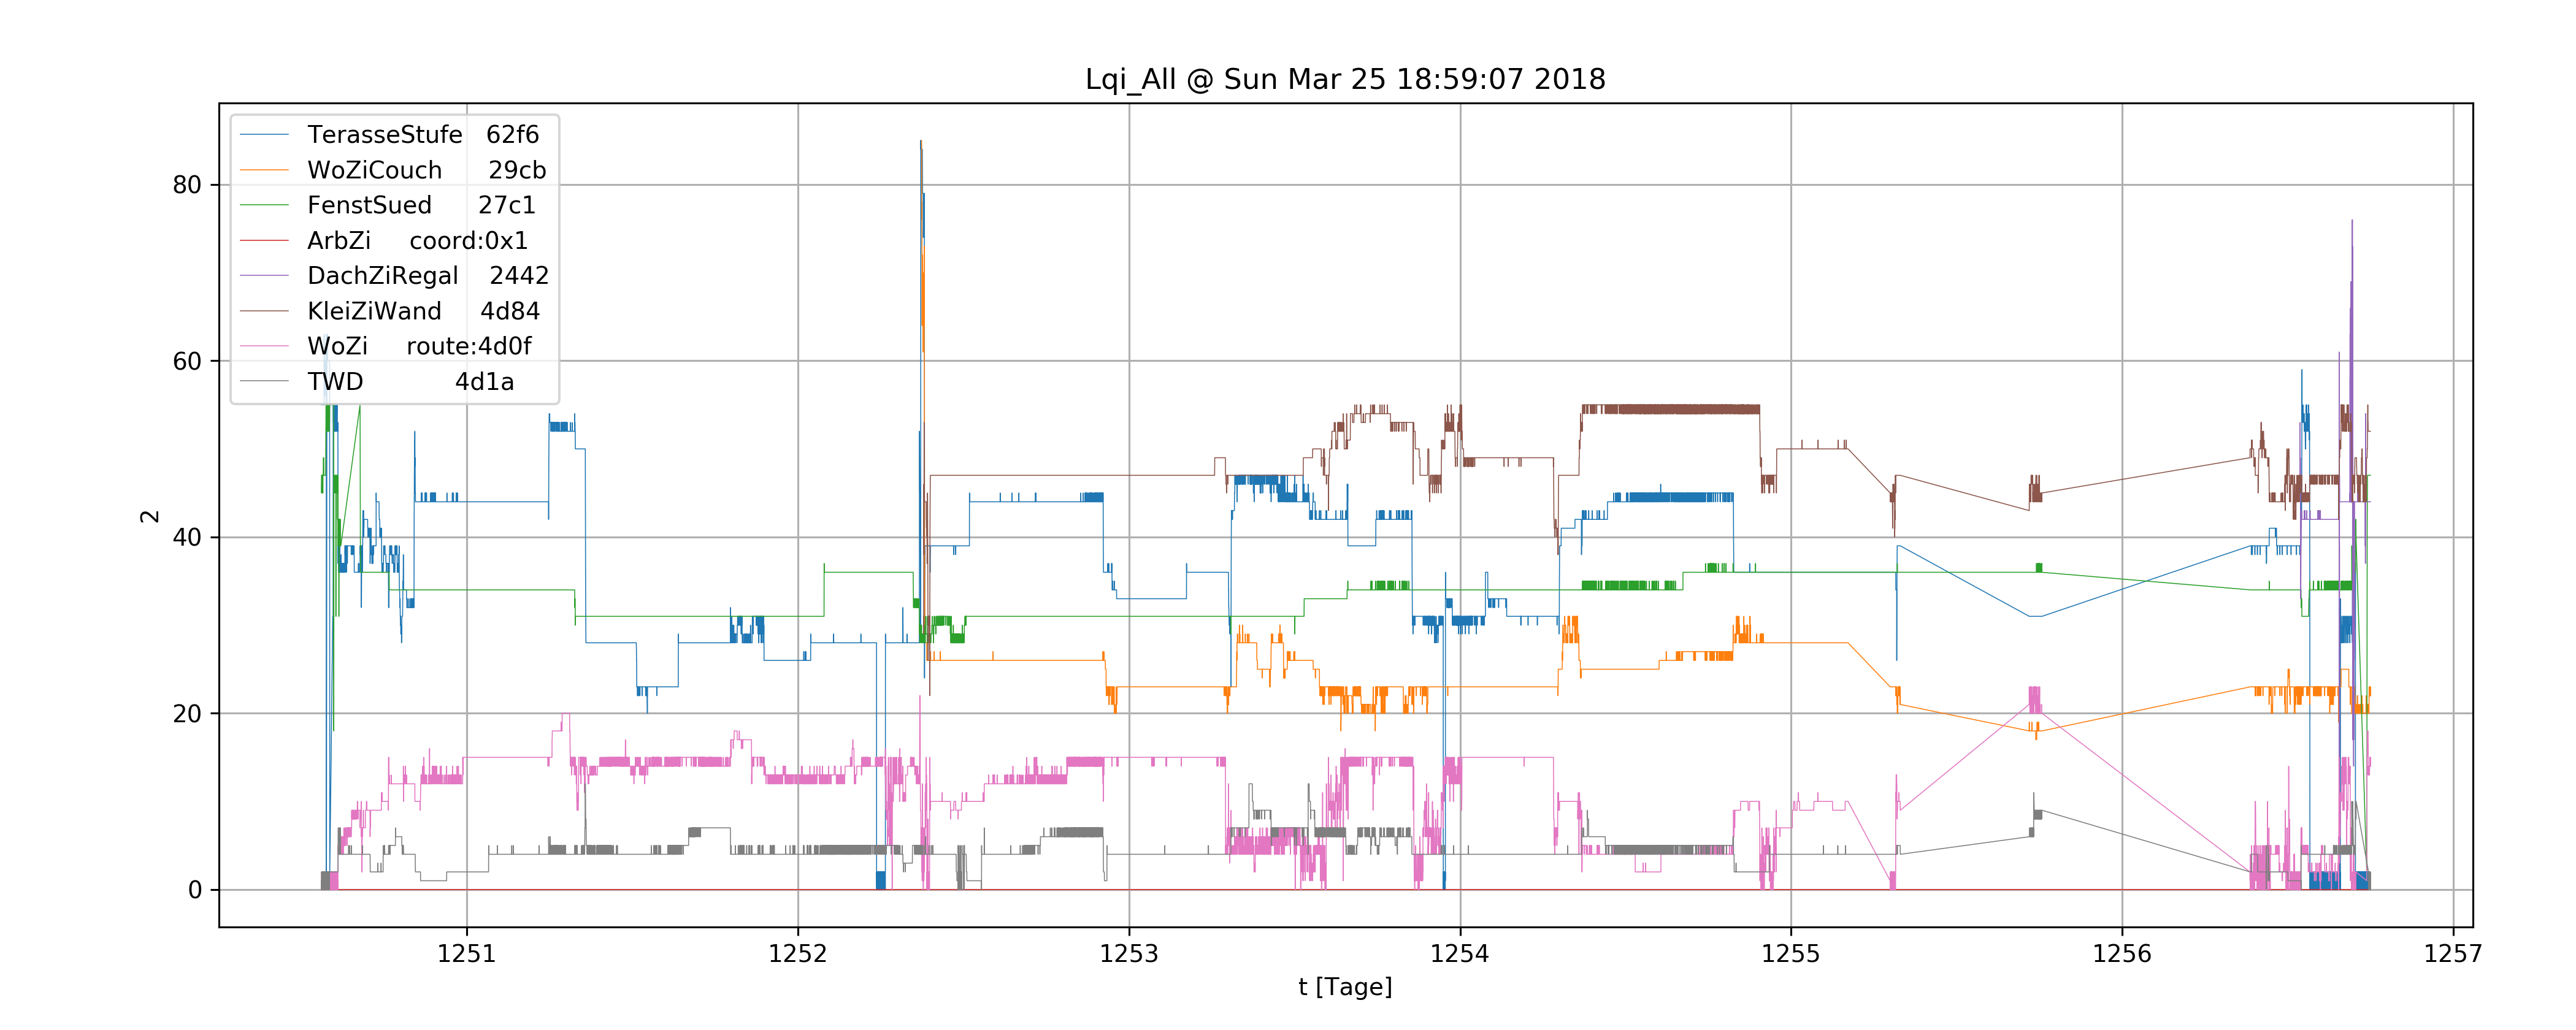 Lqi_All @ Sun Mar 25 18:59:07 2018
TerasseStufe 62f6
WoZiCouch 29cb
FenstSued 27c1
ArbZi coord:0x1
DachZiRegal 2442
KleiZiWand 4d84
WoZi route:4d0f
TWD 4d1a
80
60
40
20
0
2
1251 1252 1253 1254 1255 1256 1257
t [Tage]